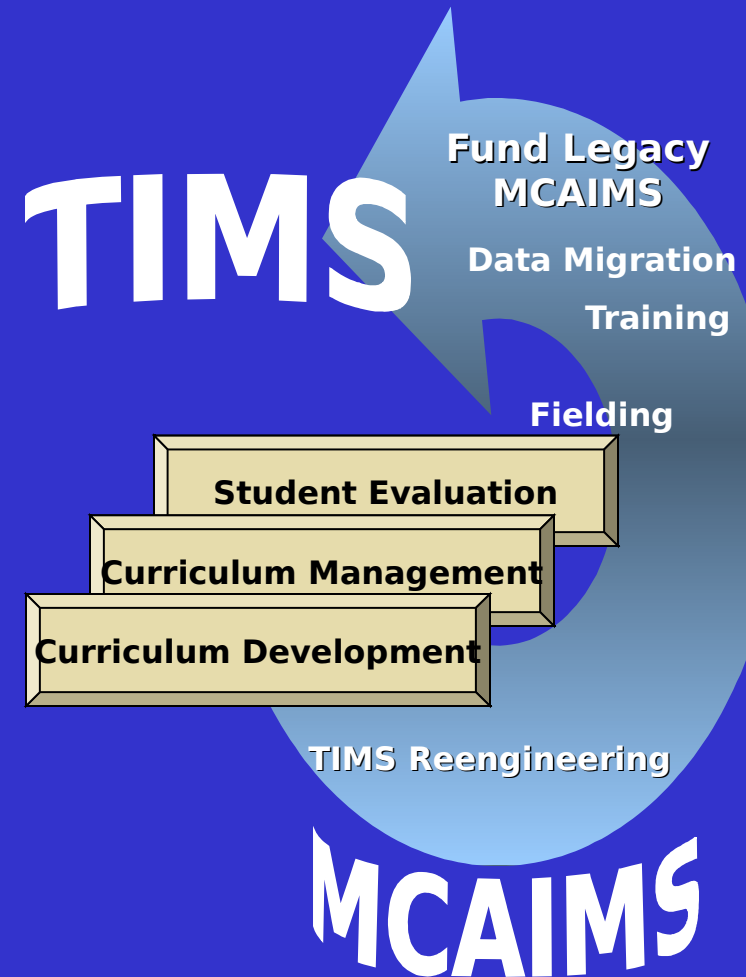 Fund Legacy
MCAIMS
TIMS
Data Migration
Training
Fielding
Student Evaluation
Curriculum Management
Curriculum Development
TIMS Reengineering
MCAIMS